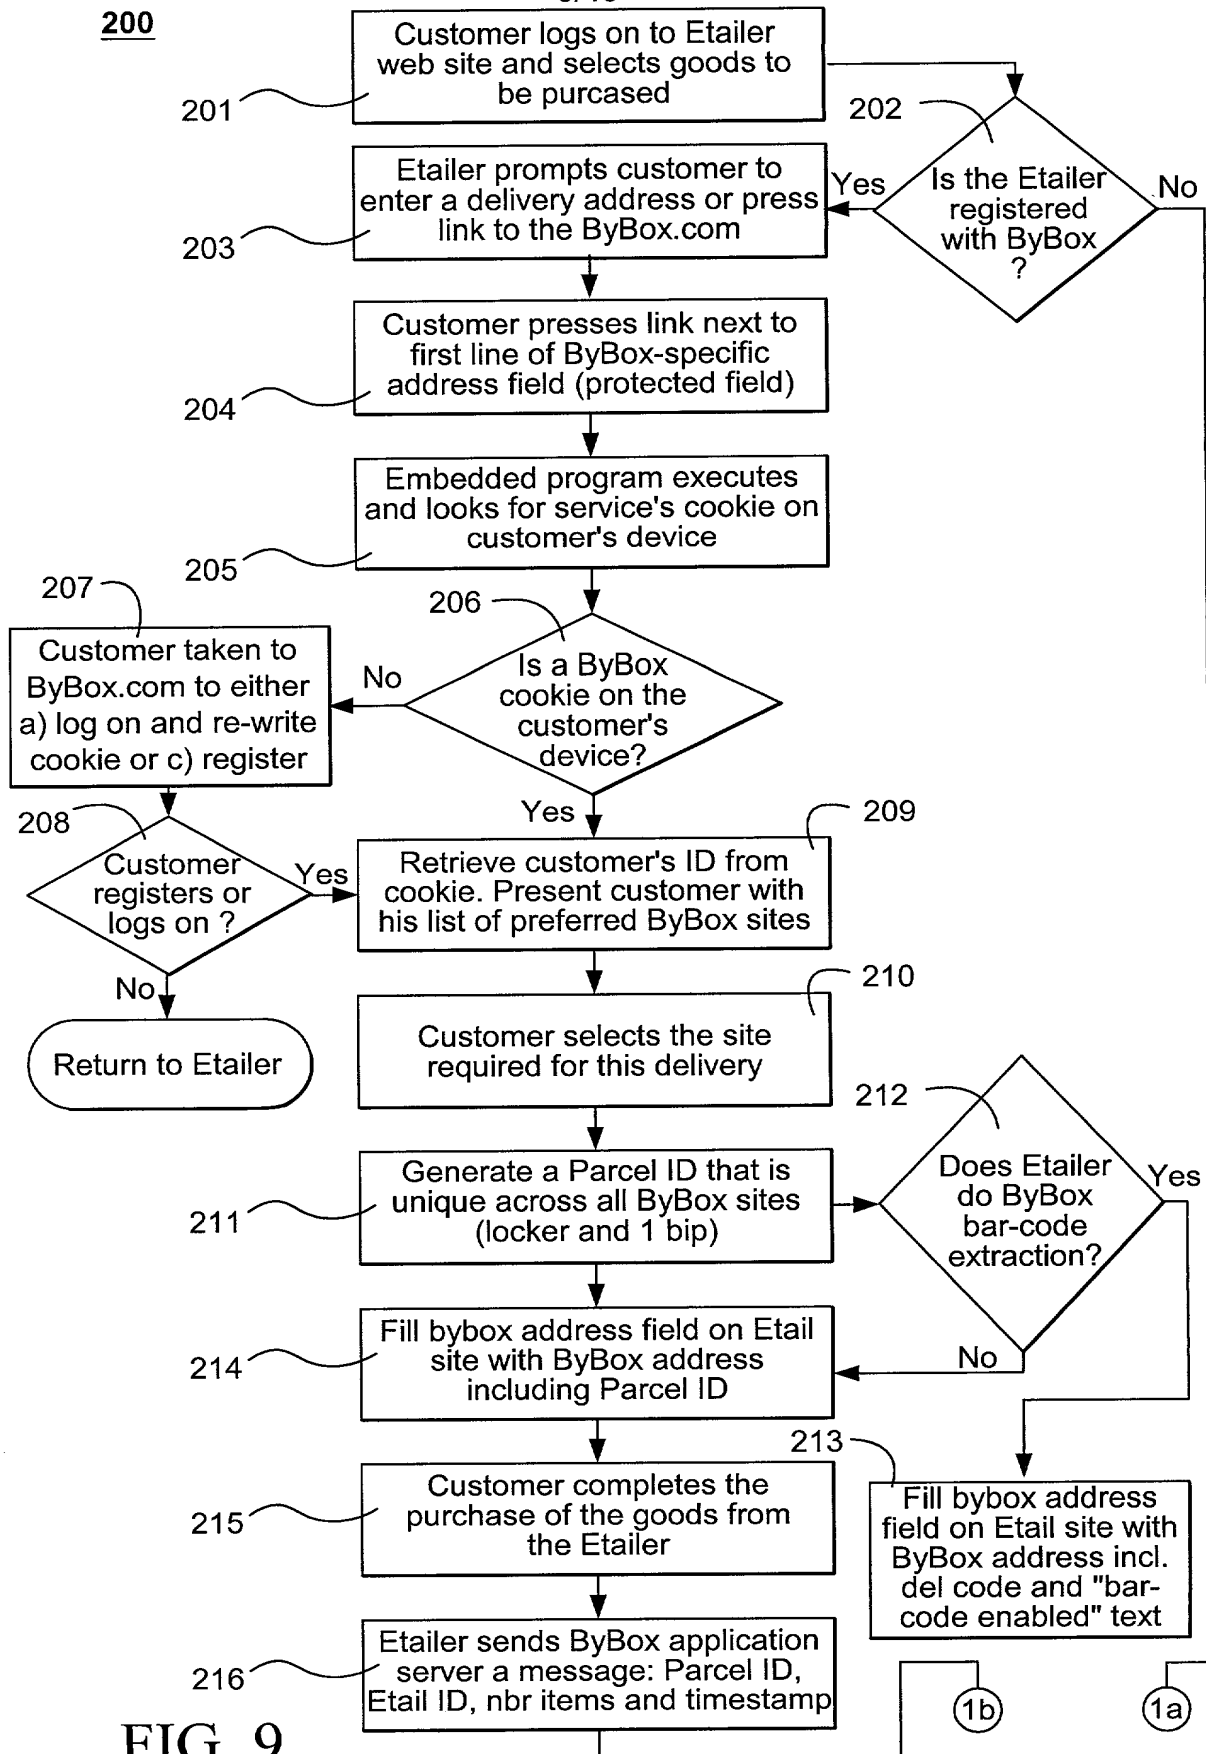 200
Customer logs on to Etailer
web site and selects goods to
be purcased
201
202
Is the Etailer
registered
with ByBox
?
Yes
No
Etailer prompts customer to
enter a delivery address or press
link to the ByBox.com
203
Customer presses link next to
first line of ByBox-specific
address field (protected field)
204
Embedded program executes
and looks for service's cookie on
customer's device
205
206
Is a ByBox
cookie on the
customer's
device?
No
Yes
207
Customer taken to
ByBox.com to either
a) log on and re-write
cookie or c) register
208
Customer
registers or
logs on ?
Yes
No
Return to Etailer
209
Retrieve customer's ID from
cookie. Present customer with
his list of preferred ByBox sites
210
Customer selects the site
required for this delivery
211
Generate a Parcel ID that is
unique across all ByBox sites
(locker and 1 bip)
212
Does Etailer
do ByBox
bar-code
extraction?
Yes
No
214
Fill bybox address field on Etail
site with ByBox address
including Parcel ID
213
Fill bybox address
field on Etail site with
ByBox address incl.
del code and "bar-
code enabled" text
215
Customer completes the
purchase of the goods from
the Etailer
216
Etailer sends ByBox application
server a message: Parcel ID,
Etail ID, nbr items and timestamp
1b
1a
FIG. 9